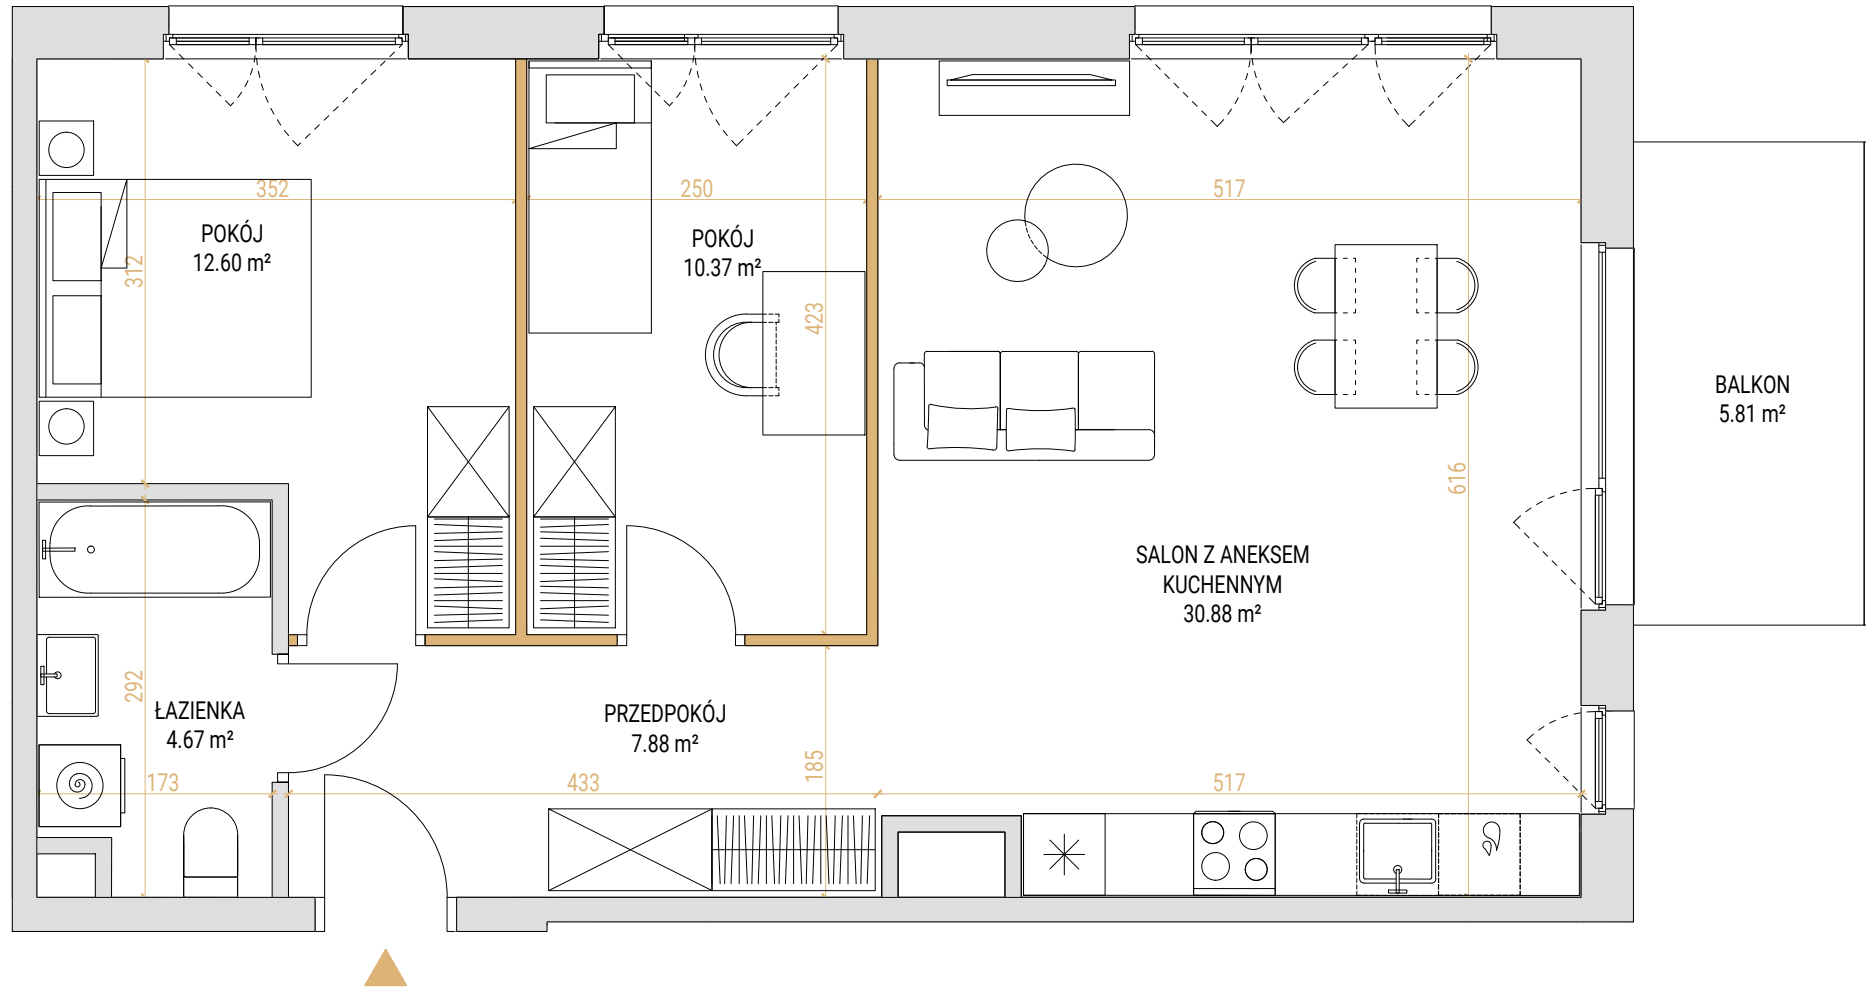 352
250
517
POKÓJ
12.60 m²
312
POKÓJ
10.37 m²
423
BALKON
5.81 m²
616
SALON Z ANEKSEM
KUCHENNYM
30.88 m²
292
ŁAZIENKA
4.67 m²
PRZEDPOKÓJ
7.88 m²
185
173
433
517